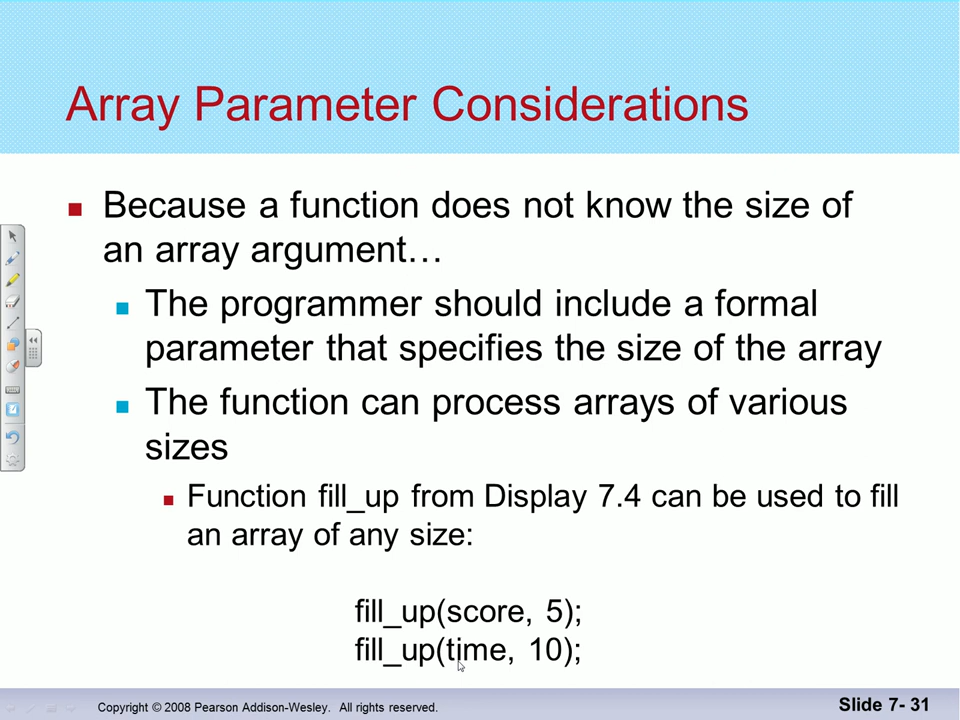 Array Parameter Considerations
Because a function does not know the size of
an array argument…
The programmer should include a formal
parameter that specifies the size of the array
The function can process arrays of various
sizes
Function fill_up from Display 7.4 can be used to fill
an array of any size:
fill_up(score, 5);
fill_up(time, 10);
Copyright © 2008 Pearson Addison-Wesley.  All rights reserved.
Slide 7- 31